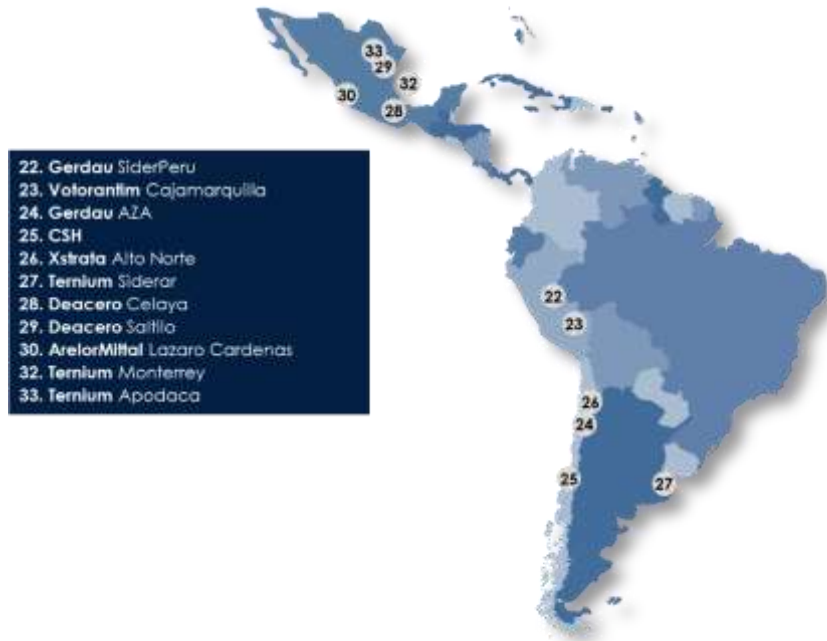 33
29
32
30
28
22. Gerdau SiderPeru
23. Votorantim Cajamarquilla
24. Gerdau AZA
25. CSH
26. Xstrata Alto Norte
27. Ternium Siderar
28. Deacero Celaya
29. Deacero Saltillo
30. ArelorMittal Lazaro Cardenas
32. Ternium Monterrey
33. Ternium Apodaca
22
23
26
24
25
27